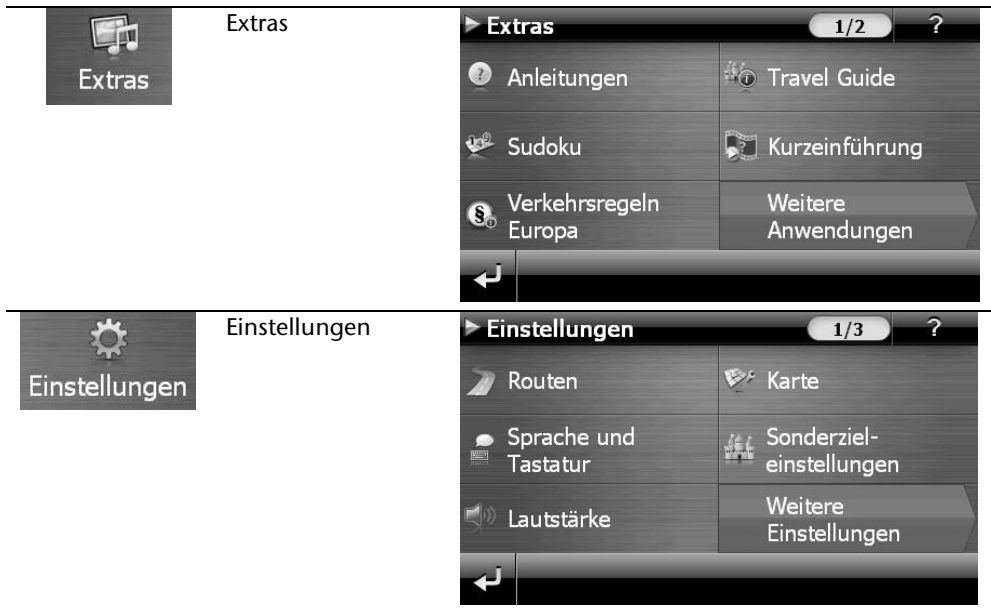 Extras
Extras
Extras
1/2
?
Anleitungen
Travel Guide
Sudoku
Kurzeinführung
Verkehrsregeln
Europa
Weitere
Anwendungen
Einstellungen
Einstellungen
Einstellungen
1/3
?
Routen
Karte
Sprache und
Tastatur
Sonderziel-
einstellungen
Lautstärke
Weitere
Einstellungen